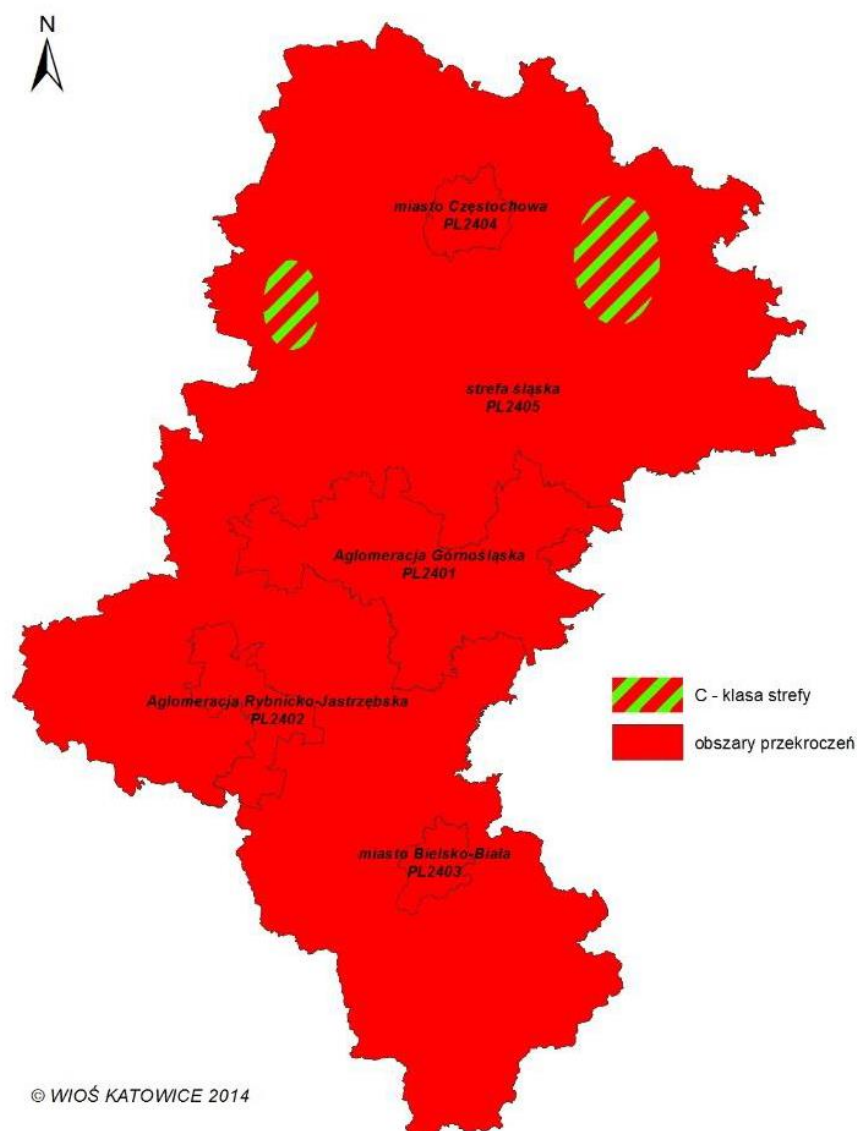 N
miasto Częstochowa
PL2404
strefa śląska
PL2405
Aglomeracja Górnośląska
PL2401
Aglomeracja Rybnicko-Jastrzębska
PL2402
C - klasa strefy
obszary przekroczeń
miasto Bielsko-Biała
PL2403
© WIOŚ KATOWICE 2014